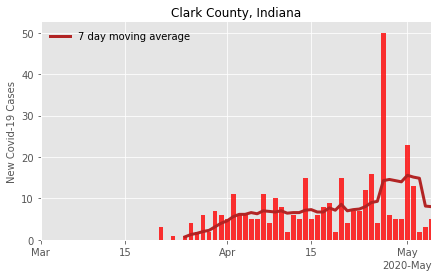 Clark County, Indiana
7 day moving average
New Covid-19 Cases
50
40
30
20
10
0
Mar 15 Apr 15 May
2020-May